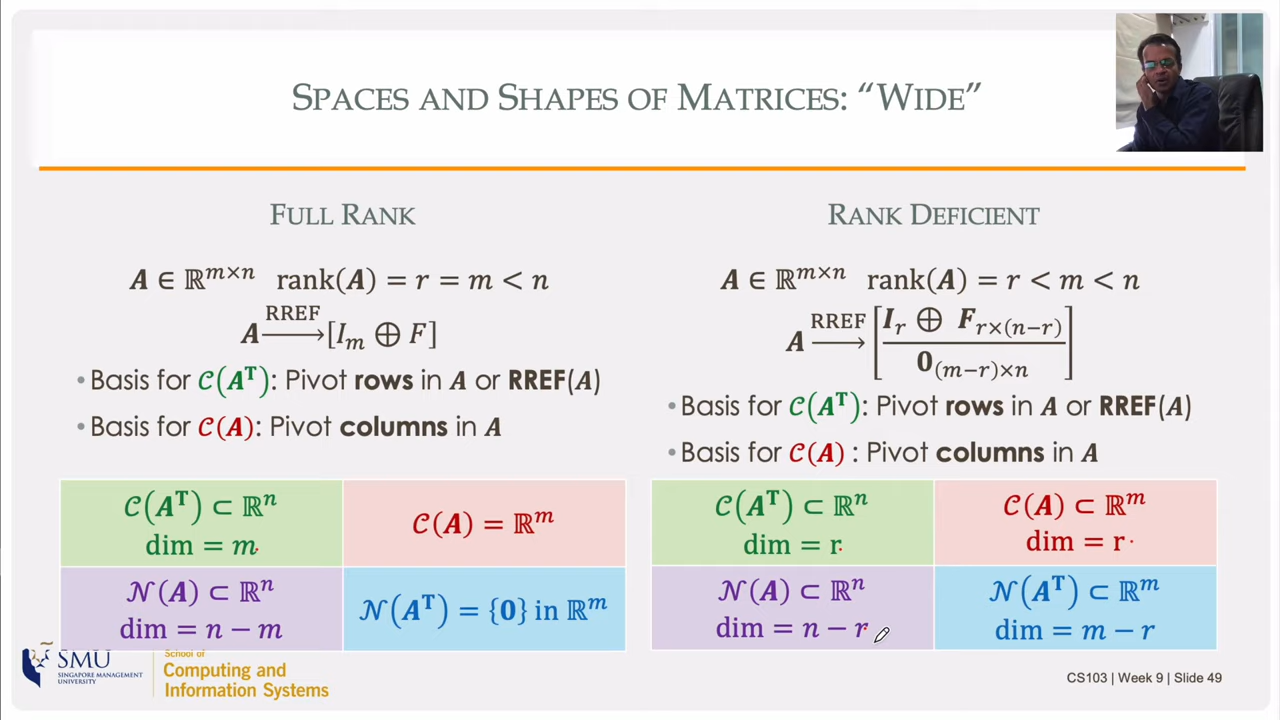 SPACES AND SHAPES OF MATRICES: “WIDE”
FULL RANK
A ∈ ℝ^{m×n} rank(A) = r = m < n
A \xrightarrow{RREF} [I_m ⊕ F]
• Basis for 𝒞(A^T): Pivot rows in A or RREF(A)
• Basis for 𝒞(A): Pivot columns in A
𝒞(A^T) ⊂ ℝ^n
dim = m
𝒞(A) = ℝ^m
𝒩(A) ⊂ ℝ^n
dim = n − m
𝒩(A^T) = {0} in ℝ^m
RANK DEFICIENT
A ∈ ℝ^{m×n} rank(A) = r < m < n
A \xrightarrow{RREF} [\frac{I_r ⊕ F_{r×(n−r)}}{0_{(m−r)×n}}]
• Basis for 𝒞(A^T): Pivot rows in A or RREF(A)
• Basis for 𝒞(A) : Pivot columns in A
𝒞(A^T) ⊂ ℝ^n
dim = r
𝒞(A) ⊂ ℝ^m
dim = r
𝒩(A) ⊂ ℝ^n
dim = n − r
𝒩(A^T) ⊂ ℝ^m
dim = m − r
SMU
SINGAPORE MANAGEMENT
UNIVERSITY
School of
Computing and
Information Systems
CS103 | Week 9 | Slide 49